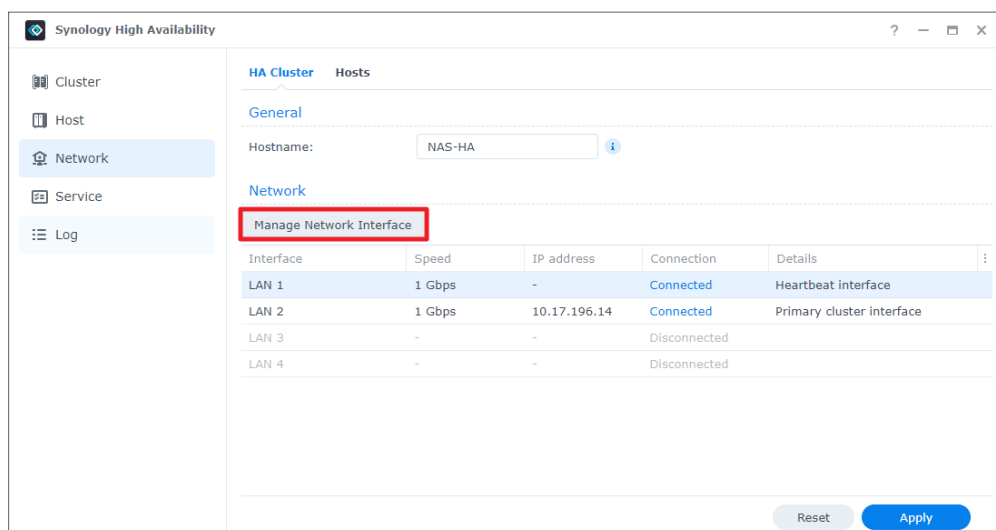 Synology High Availability
Cluster
Host
Network
Service
Log
HA Cluster Hosts
General
Hostname: NAS-HA
Network
Manage Network Interface
Interface Speed IP address Connection Details
LAN 1 1 Gbps - Connected Heartbeat interface
LAN 2 1 Gbps 10.17.196.14 Connected Primary cluster interface
LAN 3 - - Disconnected
LAN 4 - - Disconnected
Reset Apply